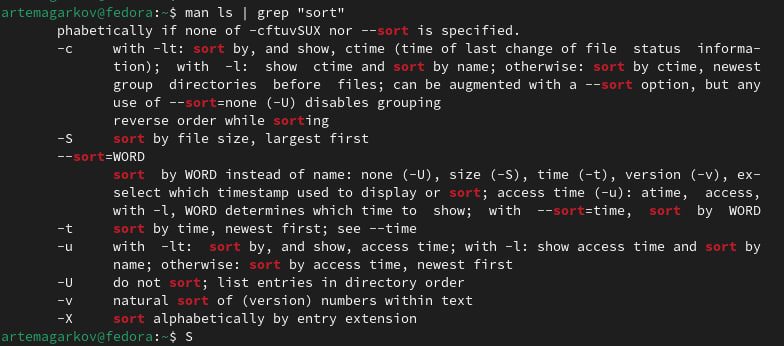 artemagarkov@fedora:~$ man ls | grep "sort"
phabetically if none of -cftuvSUX nor --sort is specified.
-c with -lt: sort by, and show, ctime (time of last change of file status informa-
tion); with -l: show ctime and sort by name; otherwise: sort by ctime, newest
group directories before files; can be augmented with a --sort option, but any
use of --sort=none (-U) disables grouping
reverse order while sorting
-S sort by file size, largest first
--sort=WORD
sort by WORD instead of name: none (-U), size (-S), time (-t), version (-v), ex-
select which timestamp used to display or sort; access time (-u): atime, access,
with -l, WORD determines which time to show; with --sort=time, sort by WORD
-t sort by time, newest first; see --time
-u with -lt: sort by, and show, access time; with -l: show access time and sort by
name; otherwise: sort by access time, newest first
-U do not sort; list entries in directory order
-v natural sort of (version) numbers within text
-X sort alphabetically by entry extension
artemagarkov@fedora:~$ S